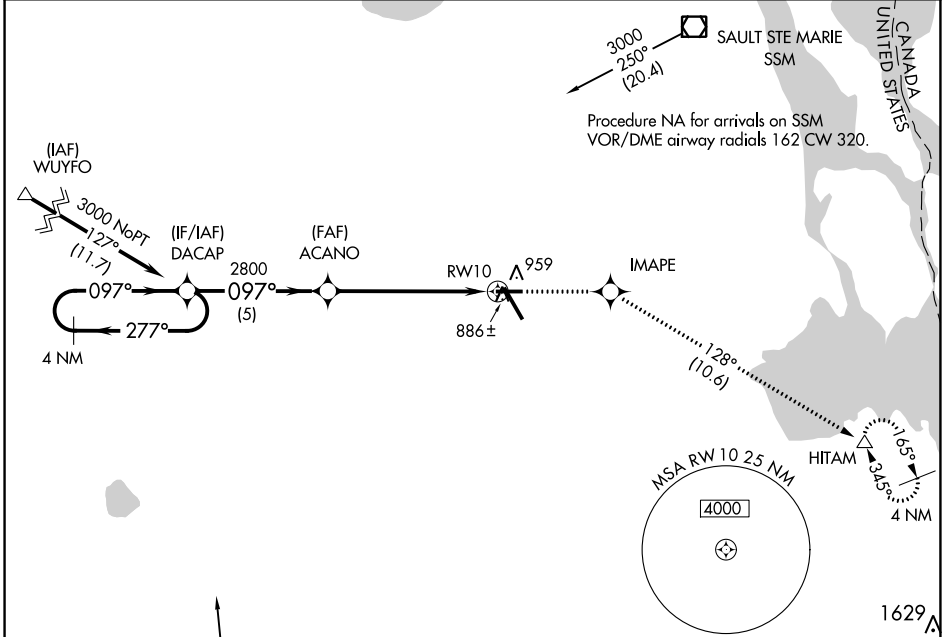 3000
250°
(20.4)
SAULT STE MARIE
SSM
CANADA
UNITED STATES
Procedure NA for arrivals on SSM
VOR/DME airway radials 162 CW 320.
(IAF)
WUYFO
3000 NoPT
127°
(11.7)
(IF/IAF)
DACAP
(FAF)
ACANO
2800
097°
(5)
097°
277°
4 NM
RW10
959
886±
IMAPE
128°
(10.6)
HITAM
165°
345°
4 NM
MSA RW10 25 NM
4000
1629